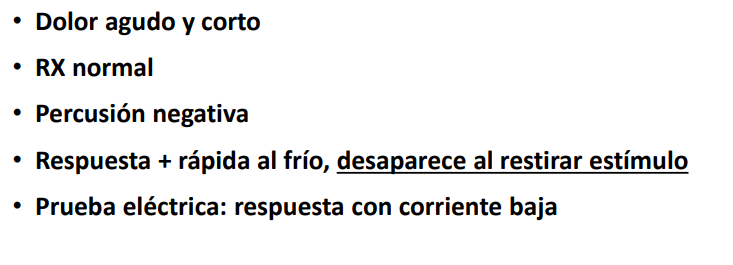 • Dolor agudo y corto
• RX normal
• Percusión negativa
• Respuesta + rápida al frío, desaparece al restirar estímulo
• Prueba eléctrica: respuesta con corriente baja